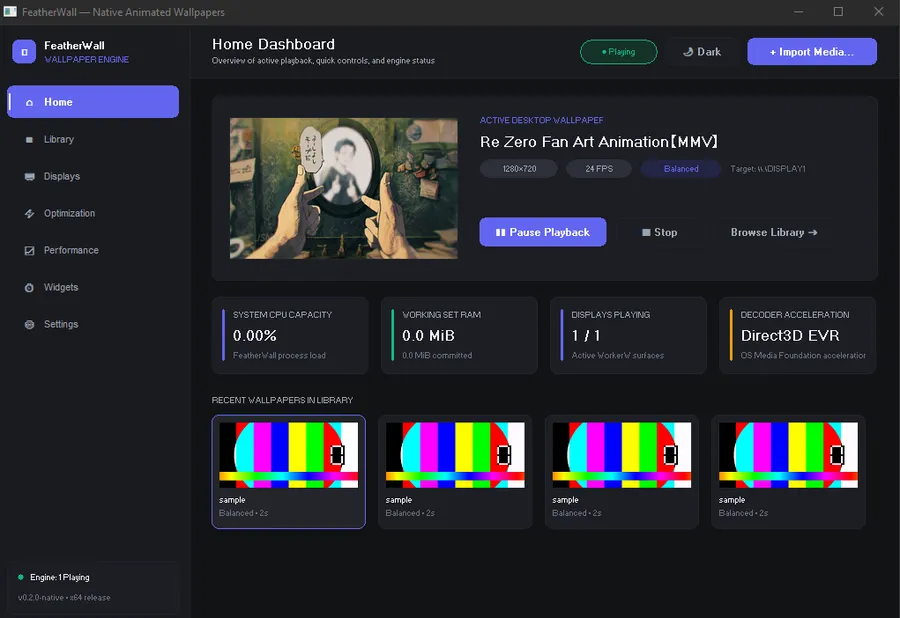 FeatherWall — Native Animated Wallpapers
FeatherWall
WALLPAPER ENGINE
Home
Library
Displays
Optimization
Performance
Widgets
Settings
Engine: 1 Playing
v0.2.0-native • x64 release
Home Dashboard
Overview of active playback, quick controls, and engine status
• Playing
Dark
+ Import Media...
ACTIVE DESKTOP WALLPAPER
Re Zero Fan Art Animation【MMV】
1280×720
24 FPS
Balanced
Target: \\.\DISPLAY1
Pause Playback
Stop
Browse Library →
SYSTEM CPU CAPACITY
0.00%
FeatherWall process load
WORKING SET RAM
0.0 MiB
0.0 MiB committed
DISPLAYS PLAYING
1 / 1
Active WorkerW surfaces
DECODER ACCELERATION
Direct3D EVR
OS Media Foundation acceleration
RECENT WALLPAPERS IN LIBRARY
sample
Balanced • 2s
sample
Balanced • 2s
sample
Balanced • 2s
sample
Balanced • 2s